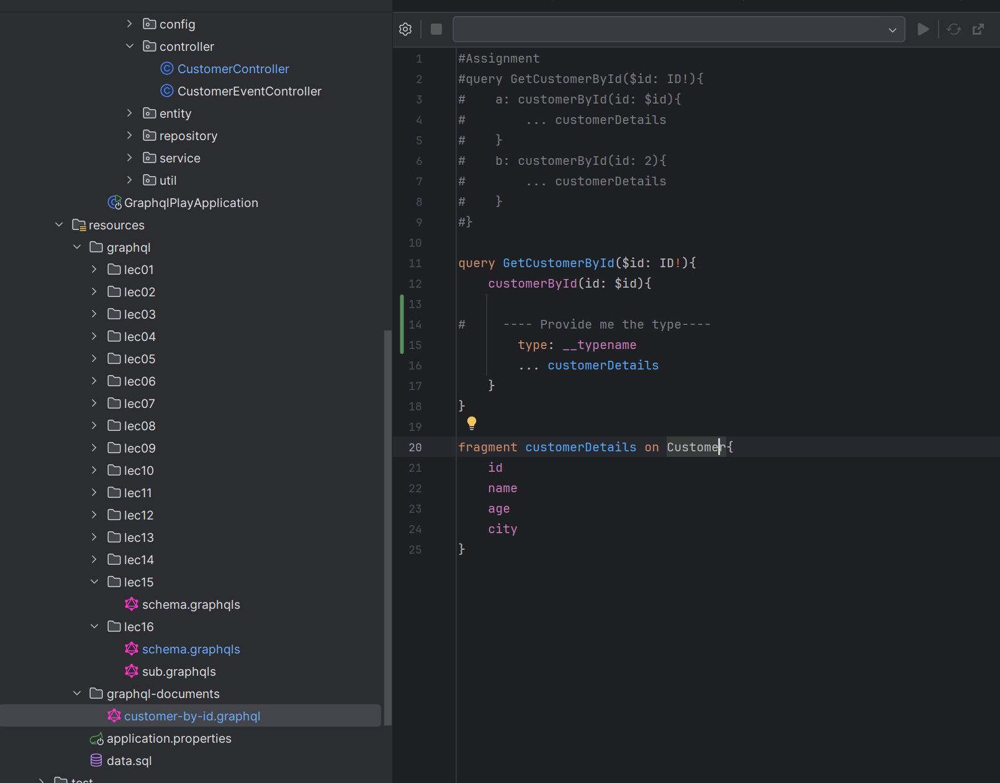 config
controller
CustomerController
CustomerEventController
entity
repository
service
util
GraphqlPlayApplication
resources
graphql
lec01
lec02
lec03
lec04
lec05
lec06
lec07
lec08
lec09
lec10
lec11
lec12
lec13
lec14
lec15
schema.graphqls
lec16
schema.graphqls
sub.graphqls
graphql-documents
customer-by-id.graphql
application.properties
data.sql
test
1 #Assignment
2 #query GetCustomerById($id: ID!){
3 #    a: customerById(id: $id){
4 #        ... customerDetails
5 #    }
6 #    b: customerById(id: 2){
7 #        ... customerDetails
8 #    }
9 #}
10
11 query GetCustomerById($id: ID!){
12     customerById(id: $id){
13
14 #     ---- Provide me the type----
15         type: __typename
16         ... customerDetails
17     }
18 }
19
20 fragment customerDetails on Customer{
21     id
22     name
23     age
24     city
25 }